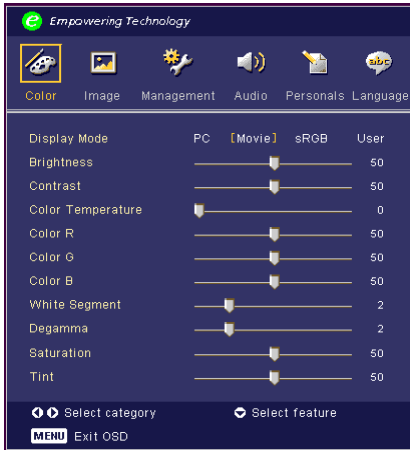 e Empowering Technology
Color Image Management Audio Personals Language
abc
Display Mode PC [Movie] sRGB User
Brightness 50
Contrast 50
Color Temperature 0
Color R 50
Color G 50
Color B 50
White Segment 2
Degamma 2
Saturation 50
Tint 50
Select category Select feature
MENU Exit OSD